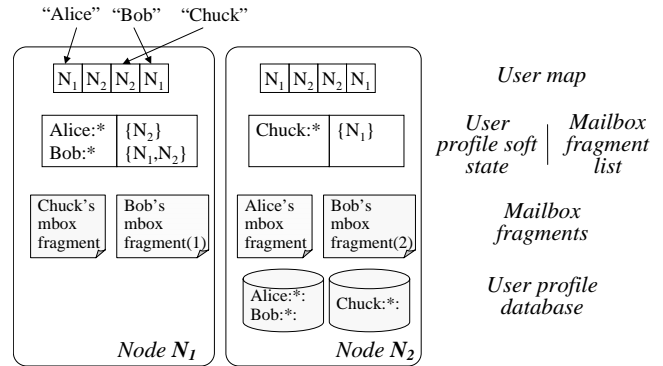 “Alice” “Bob” “Chuck”
N₁ N₂ N₂ N₁
N₁ N₂ N₂ N₁
User map
Alice:* {N₂}
Bob:* {N₁,N₂}
Chuck:* {N₁}
User
profile soft
state
Mailbox
fragment
list
Chuck's
mbox
fragment
Bob's
mbox
fragment(1)
Alice's
mbox
fragment
Bob's
mbox
fragment(2)
Mailbox
fragments
Alice:*:
Bob:*:
Chuck:*:
User profile
database
Node N₁
Node N₂